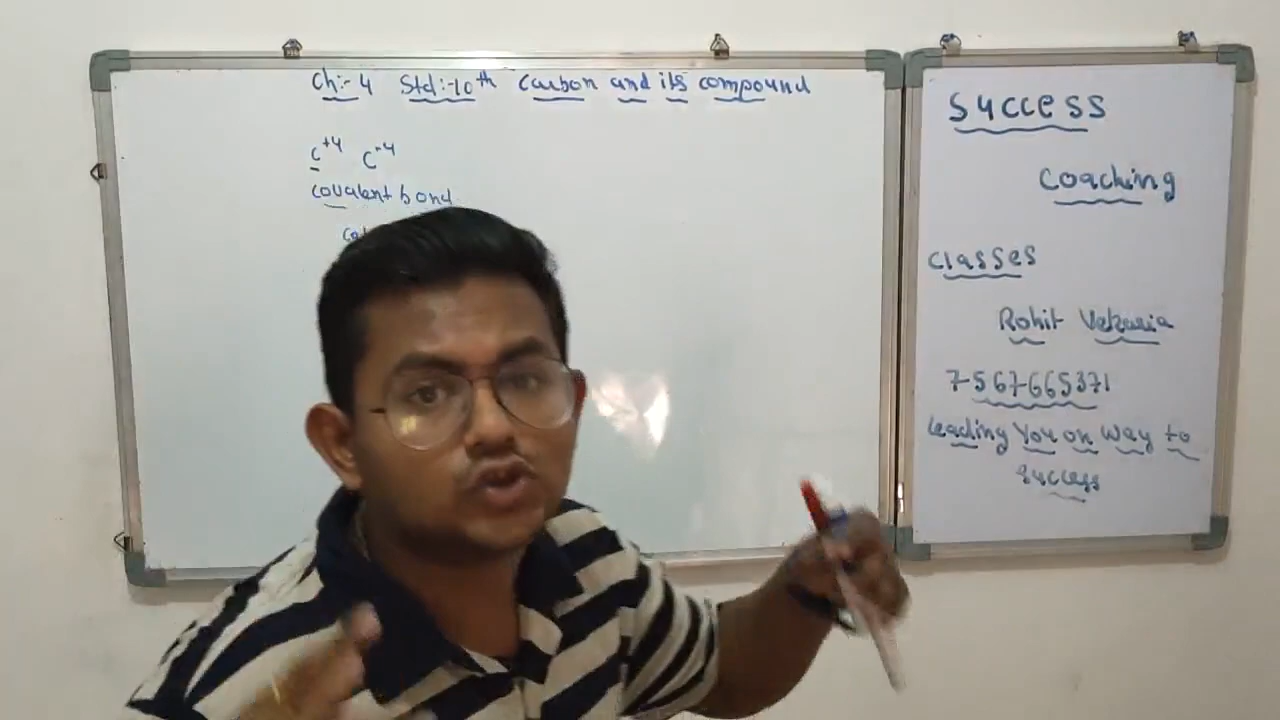 Ch:- 4 Std:-10th Carbon and its compound
C+4 C-4
covalent bond
Success
Coaching
Classes
Rohit Vekaria
7567665371
Leading You on Way to
Success